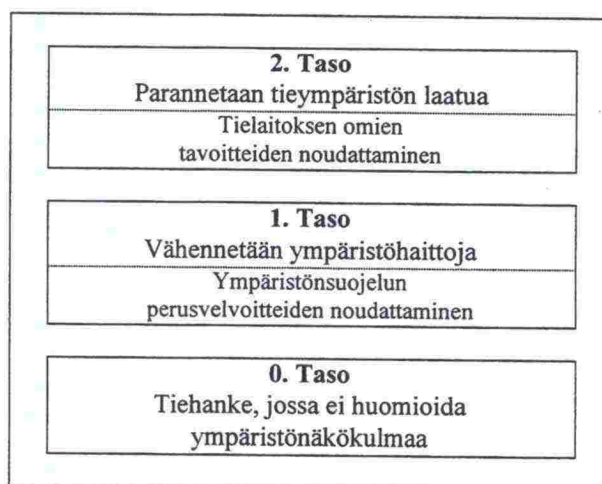 2. Taso
Parannetaan tieympäristön laatua
Tielaitoksen omien
tavoitteiden noudattaminen
1. Taso
Vähennetään ympäristöhaittoja
Ympäristönsuojelun
perusvelvoitteiden noudattaminen
0. Taso
Tiehanke, jossa ei huomioida
ympäristönäkökulmaa